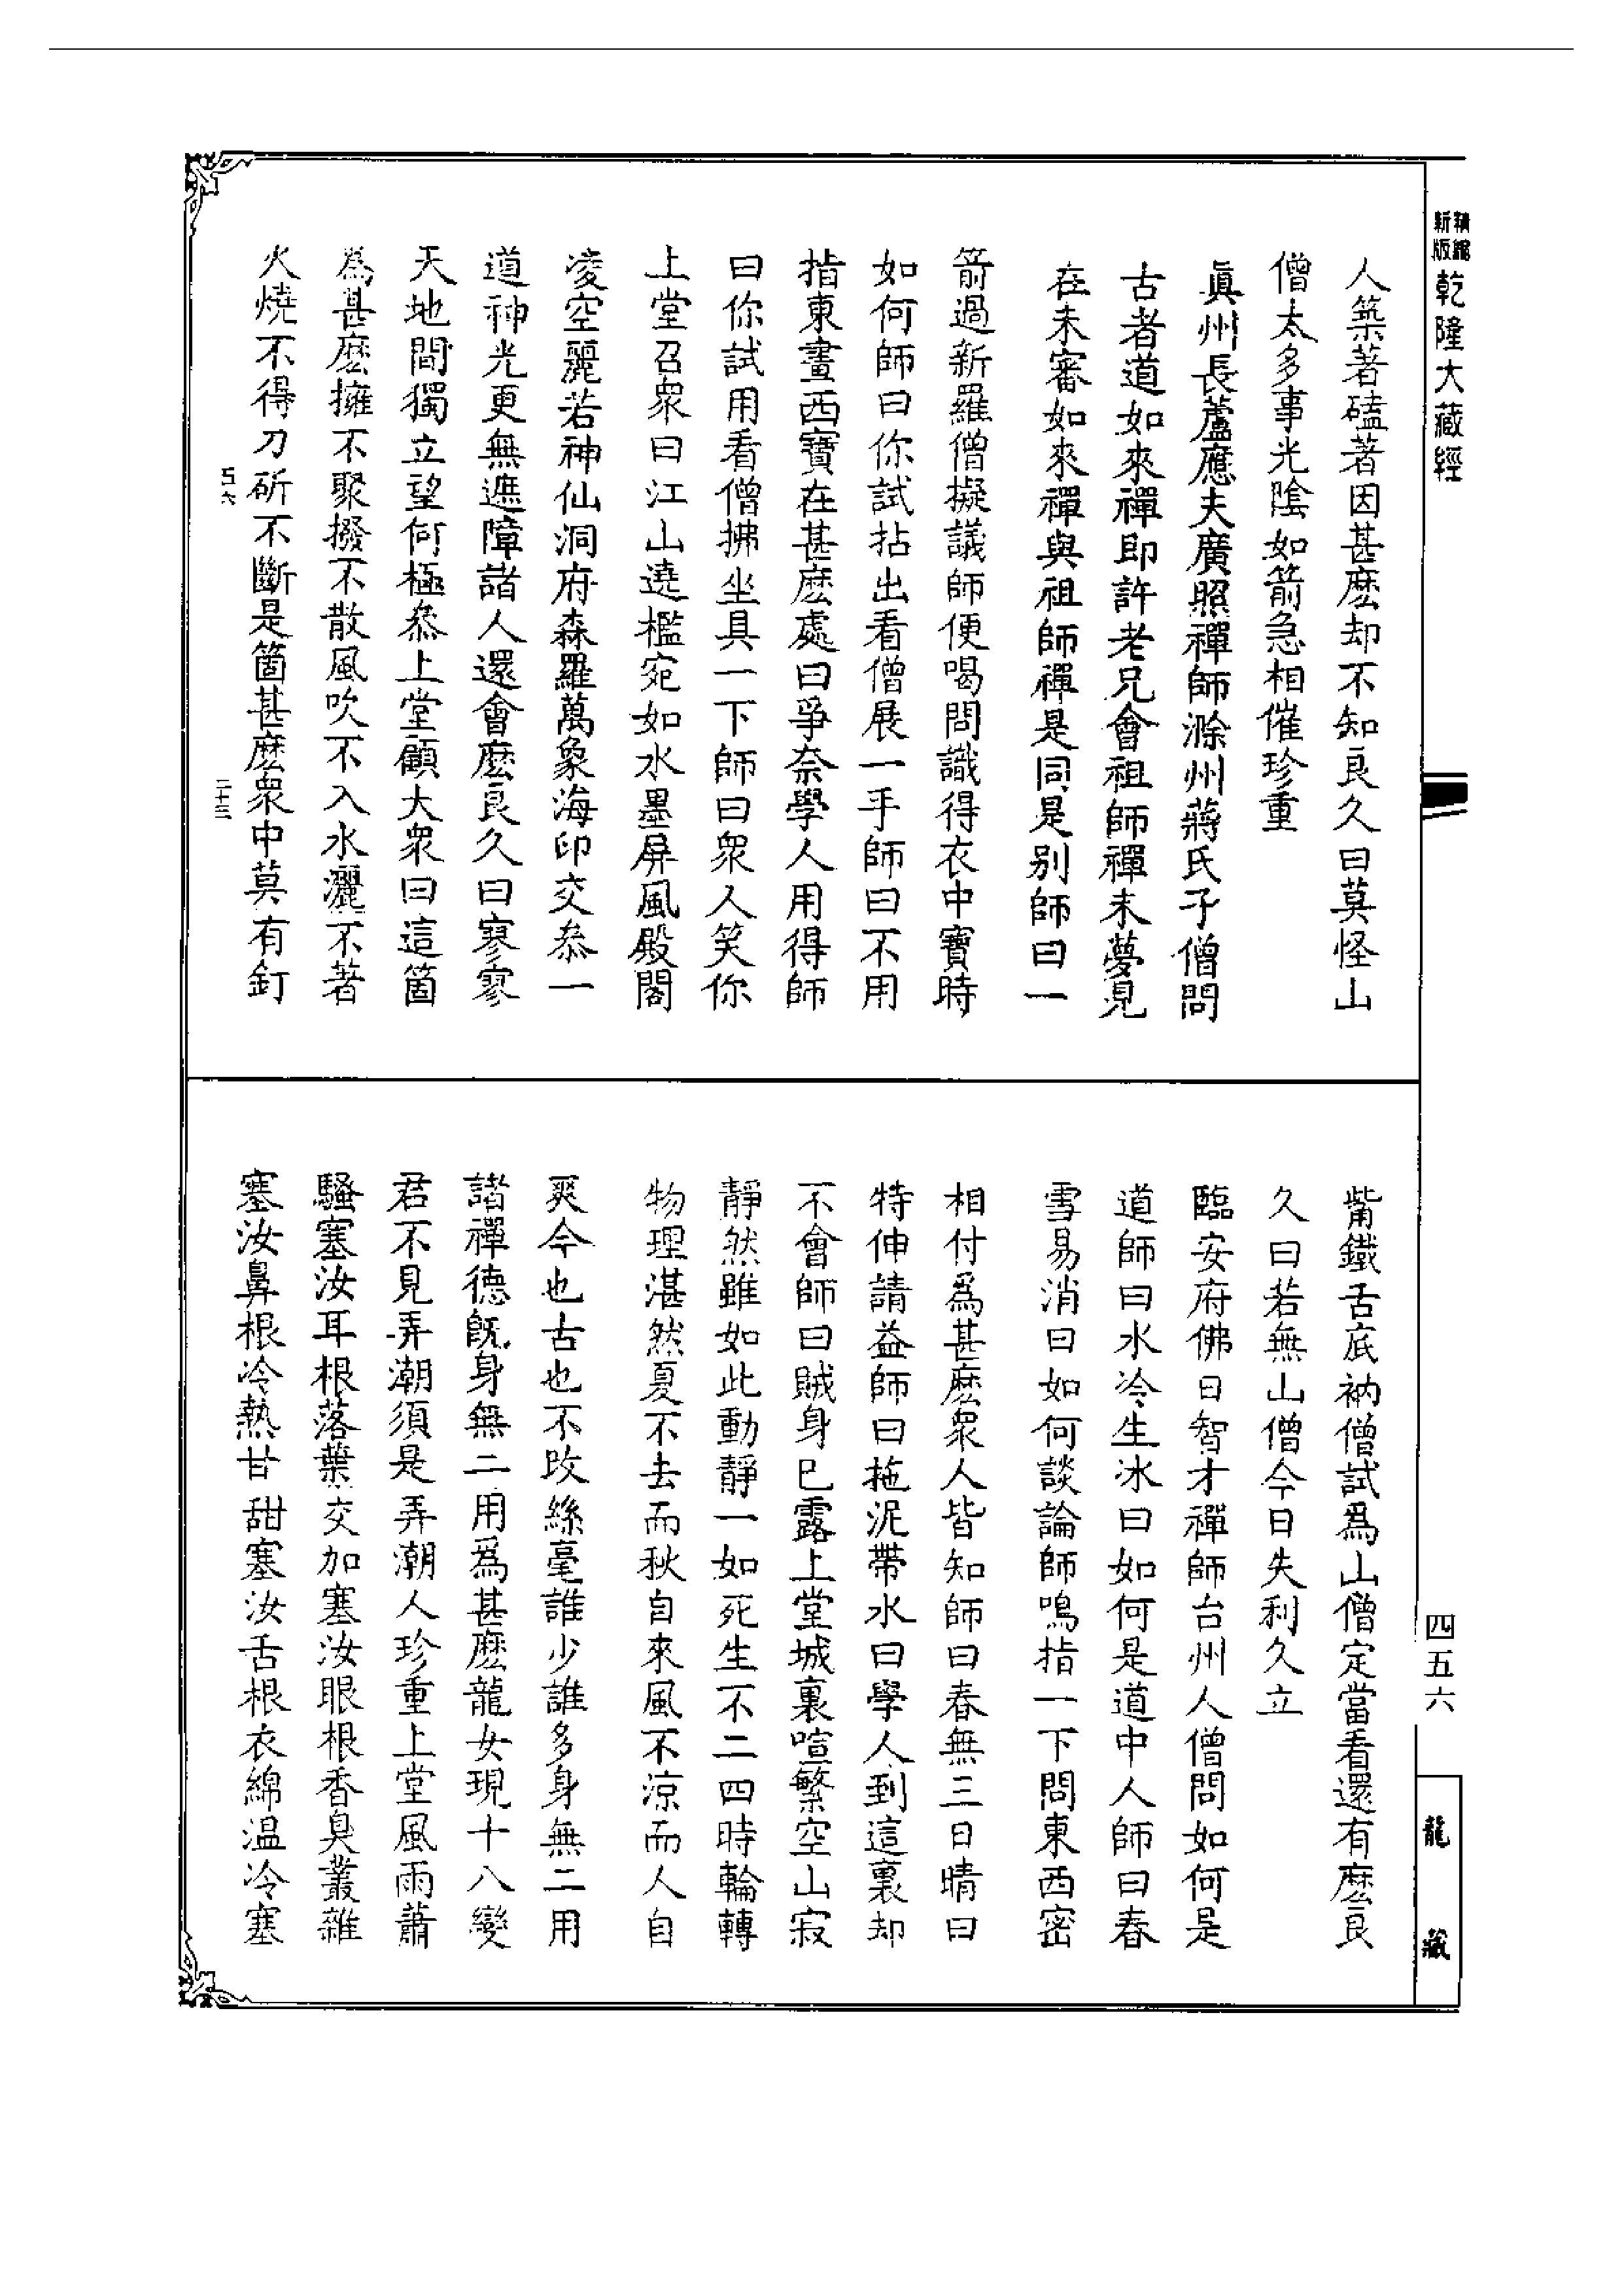 精縮
新版
乾隆大藏經
人築著磕著因甚麽却不知良久曰莫怪山
僧太多事光陰如箭急相催珍重
眞州長蘆應夫廣照禪師滁州蔣氏子僧問
古者道如來禪即許老兄會祖師禪未夢見
在未審如來禪與祖師禪是同是别師曰一
箭過新羅僧擬議師便喝問識得衣中寶時
如何師曰你試拈出看僧展一手師曰不用
指東畫西寶在甚麽處曰爭奈學人用得師
曰你試用看僧拂坐具一下師曰衆人笑你
上堂召衆曰江山遶檻宛如水墨屏風殿閣
凌空麗若神仙洞府森羅萬象海印交叅一
道神光更無遮障諸人還會麽良久曰寥寥
天地間獨立望何極叅上堂顧大衆曰這箇
爲甚麽擁不聚撥不散風吹不入水灑不著
火燒不得刀斫不斷是箇甚麽衆中莫有釘
五六
二十三
觜鐵舌底衲僧試爲山僧定當看還有麽良
久曰若無山僧今日失利久立
臨安府佛日智才禪師台州人僧問如何是
道師曰水冷生冰曰如何是道中人師曰春
雪易消曰如何談論師鳴指一下問東西密
相付爲甚麽衆人皆知師曰春無三日晴曰
特伸請益師曰拖泥帶水曰學人到這裏却
不會師曰賊身已露上堂城裏喧繁空山寂
靜然雖如此動靜一如死生不二四時輪轉
物理湛然夏不去而秋自來風不涼而人自
爽今也古也不改絲毫誰少誰多身無二用
諸禪德旣身無二用爲甚麽龍女現十八變
君不見弄潮須是弄潮人珍重上堂風雨蕭
騷塞汝耳根落葉交加塞汝眼根香臭叢雜
塞汝鼻根冷熱甘甜塞汝舌根衣綿温冷塞
四五六
龍藏